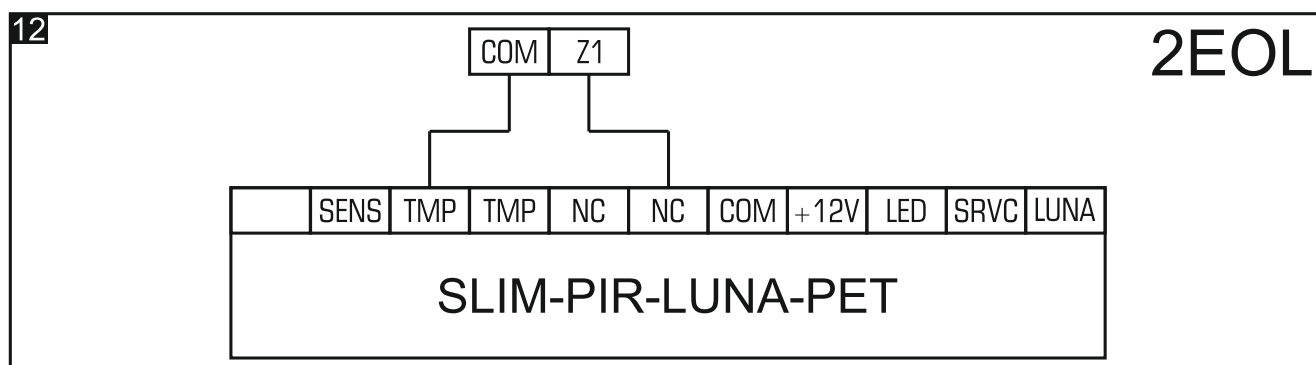 12
2EOL
COM Z1
SENS TMP TMP NC NC COM +12V LED SRVC LUNA
SLIM-PIR-LUNA-PET